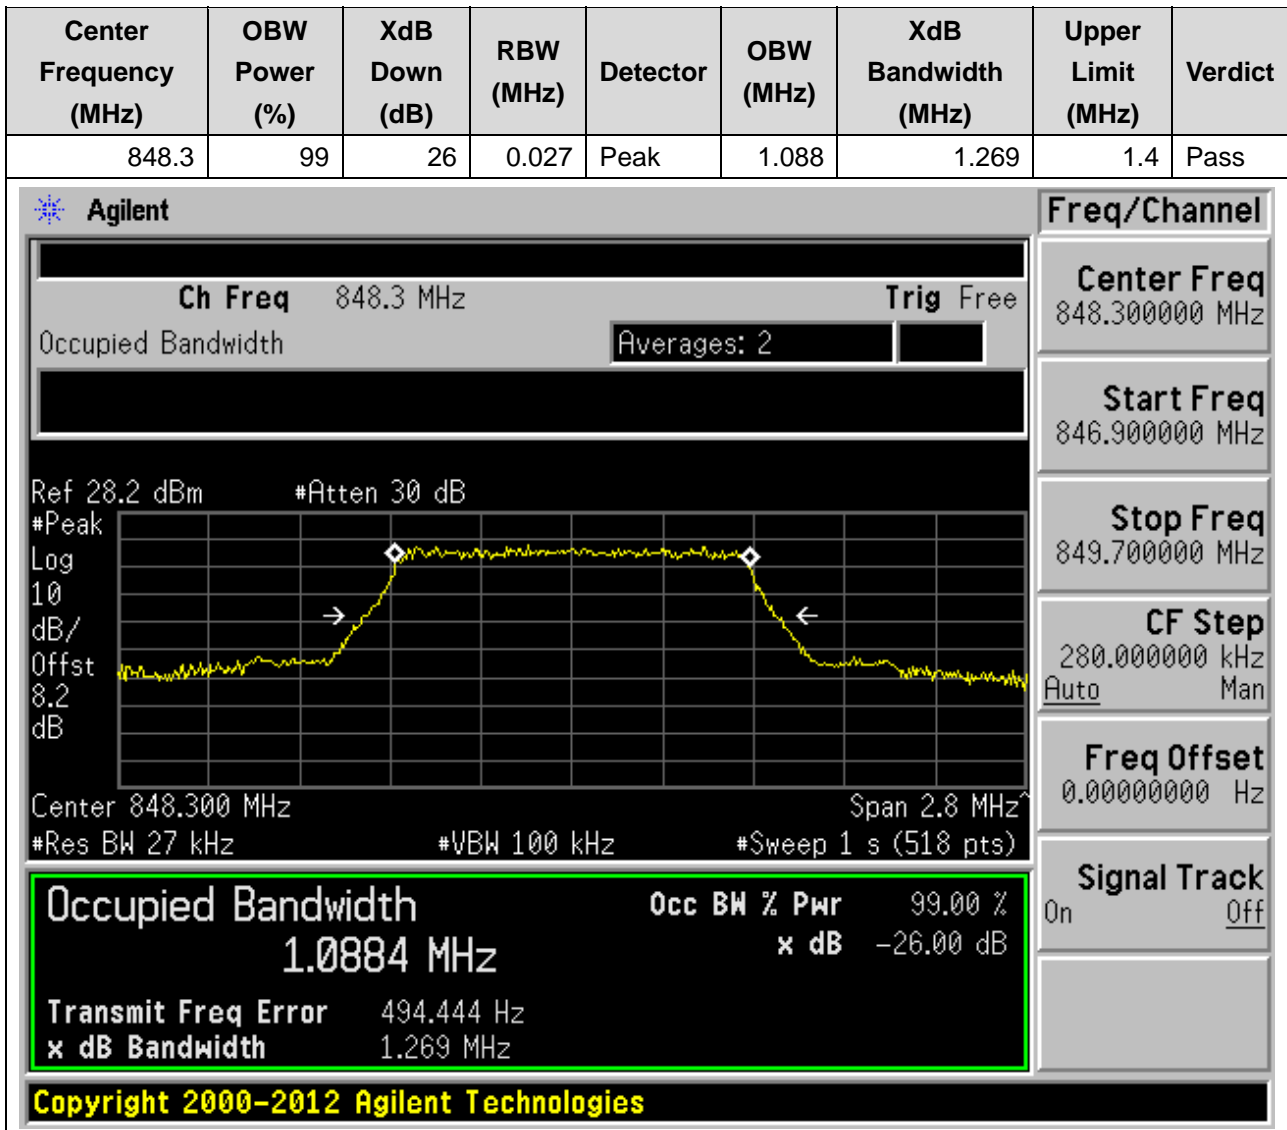 Center Frequency (MHz) OBW Power (%) XdB Down (dB) RBW (MHz) Detector OBW (MHz) XdB Bandwidth (MHz) Upper Limit (MHz) Verdict
848.3 99 26 0.027 Peak 1.088 1.269 1.4 Pass
Agilent
Ch Freq 848.3 MHz Trig Free
Occupied Bandwidth Averages: 2
Ref 28.2 dBm #Atten 30 dB
#Peak
Log
10
dB/
Offst
8.2
dB
Center 848.300 MHz Span 2.8 MHz^
#Res BW 27 kHz #VBW 100 kHz #Sweep 1 s (518 pts)
Occupied Bandwidth Occ BW % Pwr 99.00 %
1.0884 MHz x dB -26.00 dB
Transmit Freq Error 494.444 Hz
x dB Bandwidth 1.269 MHz
Copyright 2000-2012 Agilent Technologies
Freq/Channel
Center Freq
848.300000 MHz
Start Freq
846.900000 MHz
Stop Freq
849.700000 MHz
CF Step
280.000000 kHz
Auto Man
Freq Offset
0.00000000 Hz
Signal Track
On Off